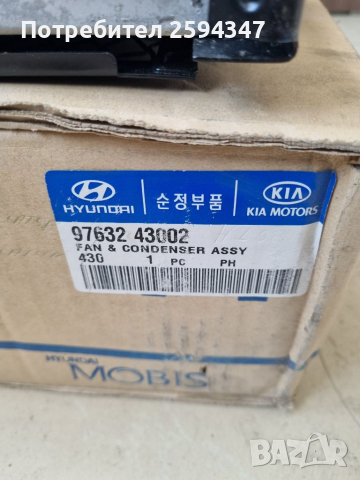 Потребител 2594347
HYUNDAI
순정부품
KIA
KIA MOTORS
97632 43002
FAN & CONDENSER ASSY
430 1 PC PH
HYUNDAI
MOBIS
BAZAR